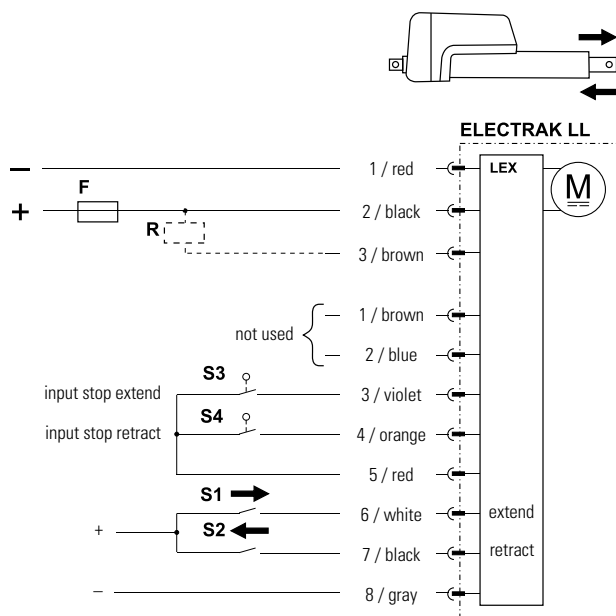 ELECTRAK LL
− 1 / red LEX M
F
+ 2 / black
R
3 / brown
1 / brown
not used
2 / blue
S3
input stop extend 3 / violet
S4
input stop retract 4 / orange
5 / red
S1
6 / white extend
+ S2
7 / black retract
− 8 / gray